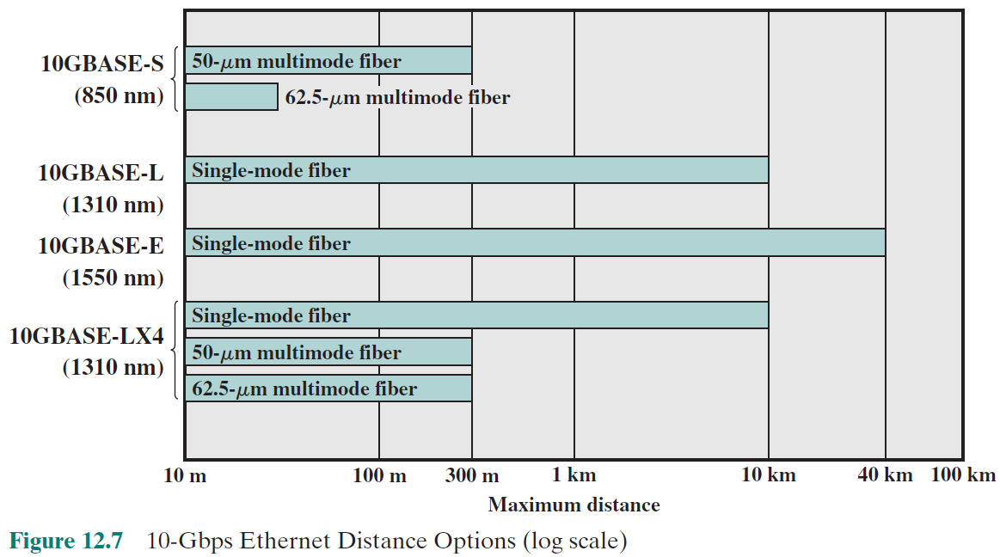 10GBASE-S
(850 nm)
50-μm multimode fiber
62.5-μm multimode fiber
10GBASE-L
(1310 nm)
Single-mode fiber
10GBASE-E
(1550 nm)
Single-mode fiber
10GBASE-LX4
(1310 nm)
Single-mode fiber
50-μm multimode fiber
62.5-μm multimode fiber
10 m 100 m 300 m 1 km 10 km 40 km 100 km
Maximum distance
Figure 12.7 10-Gbps Ethernet Distance Options (log scale)